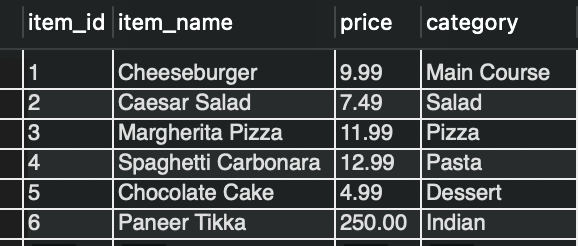 item_id item_name price category
1 Cheeseburger 9.99 Main Course
2 Caesar Salad 7.49 Salad
3 Margherita Pizza 11.99 Pizza
4 Spaghetti Carbonara 12.99 Pasta
5 Chocolate Cake 4.99 Dessert
6 Paneer Tikka 250.00 Indian